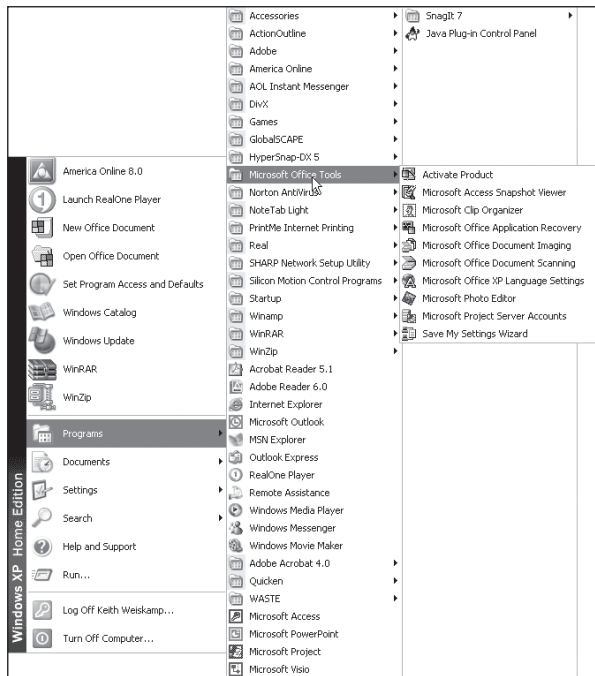 America Online 8.0
Launch RealOne Player
New Office Document
Open Office Document
Set Program Access and Defaults
Windows Catalog
Windows Update
WinRAR
WinZip
Programs
Documents
Settings
Search
Help and Support
Run...
Log Off Keith Weiskamp...
Turn Off Computer...
Windows XP Home Edition
Accessories
ActionOutline
Adobe
America Online
AOL Instant Messenger
DivX
Games
GlobalSCAPE
HyperSnap-DX 5
Microsoft Office Tools
Norton AntiVirus
NoteTab Light
PrintMe Internet Printing
Real
SHARP Network Setup Utility
Silicon Motion Control Programs
Startup
Winamp
WinRAR
WinZip
Acrobat Reader 5.1
Adobe Reader 6.0
Internet Explorer
Microsoft Outlook
MSN Explorer
Outlook Express
RealOne Player
Remote Assistance
Windows Media Player
Windows Messenger
Windows Movie Maker
Adobe Acrobat 4.0
Quicken
WASTE
Microsoft Access
Microsoft PowerPoint
Microsoft Project
Microsoft Visio
SnagIt 7
Java Plug-in Control Panel
Activate Product
Microsoft Access Snapshot Viewer
Microsoft Clip Organizer
Microsoft Office Application Recovery
Microsoft Office Document Imaging
Microsoft Office Document Scanning
Microsoft Office XP Language Settings
Microsoft Photo Editor
Microsoft Project Server Accounts
Save My Settings Wizard